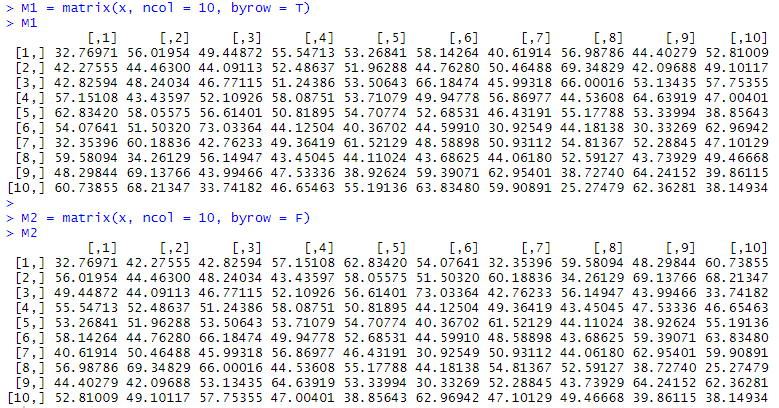 > M1 = matrix(x, ncol = 10, byrow = T)
> M1
[,1] [,2] [,3] [,4] [,5] [,6] [,7] [,8] [,9] [,10]
[1,] 32.76971 56.01954 49.44872 55.54713 53.26841 58.14264 40.61914 56.98786 44.40279 52.81009
[2,] 42.27555 44.46300 44.09113 52.48637 51.96288 44.76280 50.46488 69.34829 42.09688 49.10117
[3,] 42.82594 48.24034 46.77115 51.24386 53.50643 66.18474 45.99318 66.00016 53.13435 57.75355
[4,] 57.15108 43.43597 52.10926 58.08751 53.71079 49.94778 56.86977 44.53608 64.63919 47.00401
[5,] 62.83420 58.05575 56.61401 50.81895 54.70774 52.68531 46.43191 55.17788 53.33994 38.85643
[6,] 54.07641 51.50320 73.03364 44.12504 40.36702 44.59910 30.92549 44.18138 30.33269 62.96942
[7,] 32.35396 60.18836 42.76233 49.36419 61.52129 48.58898 50.93112 54.81367 52.28845 47.10129
[8,] 59.58094 34.26129 56.14947 43.45045 44.11024 43.68625 44.06180 52.59127 43.73929 49.46668
[9,] 48.29844 69.13766 43.99466 47.53336 38.92624 59.39071 62.95401 38.72740 64.24152 39.86115
[10,] 60.73855 68.21347 33.74182 46.65463 55.19136 63.83480 59.90891 25.27479 62.36281 38.14934
>
> M2 = matrix(x, ncol = 10, byrow = F)
> M2
[,1] [,2] [,3] [,4] [,5] [,6] [,7] [,8] [,9] [,10]
[1,] 32.76971 42.27555 42.82594 57.15108 62.83420 54.07641 32.35396 59.58094 48.29844 60.73855
[2,] 56.01954 44.46300 48.24034 43.43597 58.05575 51.50320 60.18836 34.26129 69.13766 68.21347
[3,] 49.44872 44.09113 46.77115 52.10926 56.61401 73.03364 42.76233 56.14947 43.99466 33.74182
[4,] 55.54713 52.48637 51.24386 58.08751 50.81895 44.12504 49.36419 43.45045 47.53336 46.65463
[5,] 53.26841 51.96288 53.50643 53.71079 54.70774 40.36702 61.52129 44.11024 38.92624 55.19136
[6,] 58.14264 44.76280 66.18474 49.94778 52.68531 44.59910 48.58898 43.68625 59.39071 63.83480
[7,] 40.61914 50.46488 45.99318 56.86977 46.43191 30.92549 50.93112 44.06180 62.95401 59.90891
[8,] 56.98786 69.34829 66.00016 44.53608 55.17788 44.18138 54.81367 52.59127 38.72740 25.27479
[9,] 44.40279 42.09688 53.13435 64.63919 53.33994 30.33269 52.28845 43.73929 64.24152 62.36281
[10,] 52.81009 49.10117 57.75355 47.00401 38.85643 62.96942 47.10129 49.46668 39.86115 38.14934